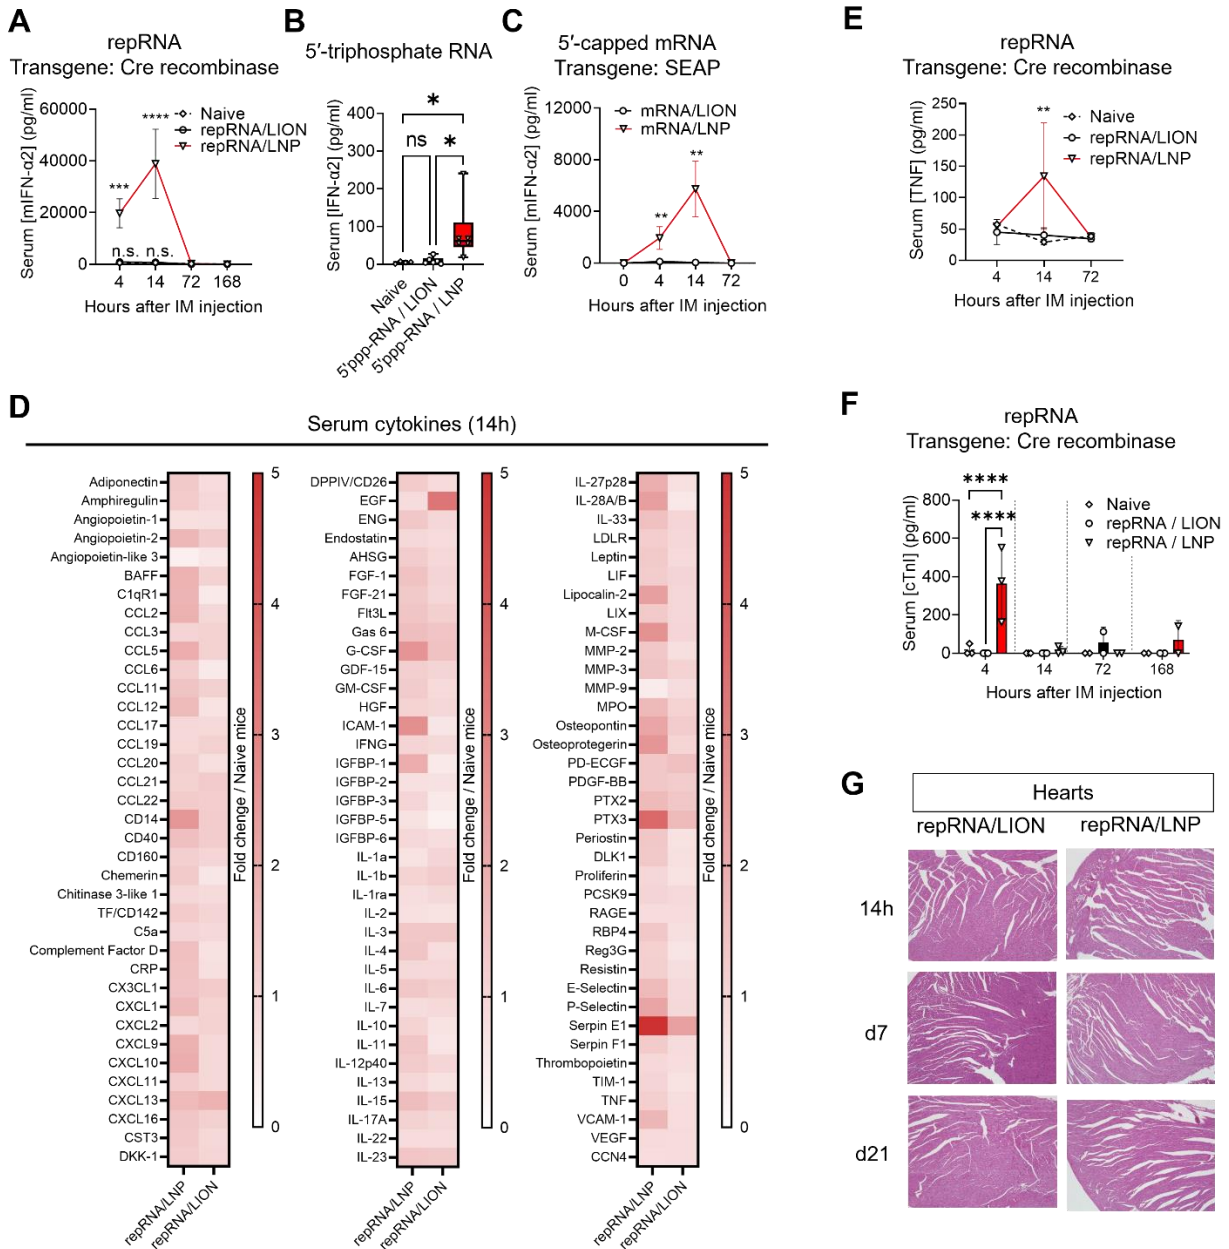 A
repRNA
Transgene: Cre recombinase
Serum [mIFN-α2] (pg/ml)
60000
40000
20000
0
Naive
repRNA/LION
repRNA/LNP
***
****
n.s.
n.s.
4
14
72
168
Hours after IM injection
B
5′-triphosphate RNA
Serum [IFN-α2] (pg/ml)
400
300
200
100
0
*
ns
*
Naive
5'ppp-RNA / LION
5'ppp-RNA / LNP
C
5′-capped mRNA
Transgene: SEAP
Serum [mIFN-α2] (pg/ml)
12000
8000
4000
0
mRNA/LION
mRNA/LNP
**
**
0
4
14
72
Hours after IM injection
E
repRNA
Transgene: Cre recombinase
Serum [TNF] (pg/ml)
250
200
150
100
50
0
**
Naive
repRNA/LION
repRNA/LNP
4
14
72
Hours after IM injection
D
Serum cytokines (14h)
Adiponectin
Amphiregulin
Angiopoietin-1
Angiopoietin-2
Angiopoietin-like 3
BAFF
C1qR1
CCL2
CCL3
CCL5
CCL6
CCL11
CCL12
CCL17
CCL19
CCL20
CCL21
CCL22
CD14
CD40
CD160
Chemerin
Chitinase 3-like 1
TF/CD142
C5a
Complement Factor D
CRP
CX3CL1
CXCL1
CXCL2
CXCL9
CXCL10
CXCL11
CXCL13
CXCL16
CST3
DKK-1
repRNA/LNP
repRNA/LION
5
4
3
2
1
0
Fold chenge / Naive mice
DPPIV/CD26
EGF
ENG
Endostatin
AHSG
FGF-1
FGF-21
Flt3L
Gas 6
G-CSF
GDF-15
GM-CSF
HGF
ICAM-1
IFNG
IGFBP-1
IGFBP-2
IGFBP-3
IGFBP-5
IGFBP-6
IL-1a
IL-1b
IL-1ra
IL-2
IL-3
IL-4
IL-5
IL-6
IL-7
IL-10
IL-11
IL-12p40
IL-13
IL-15
IL-17A
IL-22
IL-23
repRNA/LNP
repRNA/LION
5
4
3
2
1
0
Fold change / Naive mice
IL-27p28
IL-28A/B
IL-33
LDLR
Leptin
LIF
Lipocalin-2
LIX
M-CSF
MMP-2
MMP-3
MMP-9
MPO
Osteopontin
Osteoprotegerin
PD-ECGF
PDGF-BB
PTX2
PTX3
Periostin
DLK1
Proliferin
PCSK9
RAGE
RBP4
Reg3G
Resistin
E-Selectin
P-Selectin
Serpin E1
Serpin F1
Thrombopoietin
TIM-1
TNF
VCAM-1
VEGF
CCN4
repRNA/LNP
repRNA/LION
5
4
3
2
1
0
Fold change / Naive mice
F
repRNA
Transgene: Cre recombinase
Serum [cTnI] (pg/ml)
800
600
400
200
0
****
****
Naive
repRNA / LION
repRNA / LNP
4
14
72
168
Hours after IM injection
G
Hearts
repRNA/LION
repRNA/LNP
14h
d7
d21